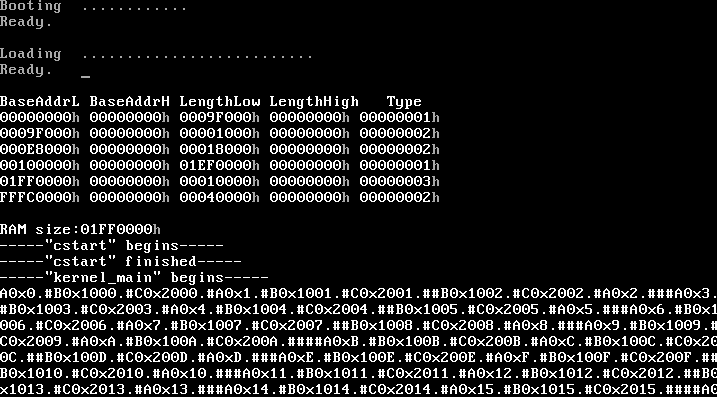 Booting  ............
Ready.
Loading  ..........................
Ready.   _
BaseAddrL BaseAddrH LengthLow LengthHigh   Type
00000000h 00000000h 0009F000h 00000000h 00000001h
0009F000h 00000000h 00001000h 00000000h 00000002h
000E8000h 00000000h 00018000h 00000000h 00000002h
00100000h 00000000h 01EF0000h 00000000h 00000001h
01FF0000h 00000000h 00010000h 00000000h 00000003h
FFFC0000h 00000000h 00040000h 00000000h 00000002h
RAM size:01FF0000h
-----"cstart" begins-----
-----"cstart" finished-----
-----"kernel_main" begins-----
A0x0.#B0x1000.#C0x2000.#A0x1.#B0x1001.#C0x2001.##B0x1002.#C0x2002.#A0x2.###A0x3.
#B0x1003.#C0x2003.#A0x4.#B0x1004.#C0x2004.##B0x1005.#C0x2005.#A0x5.###A0x6.#B0x1
006.#C0x2006.#A0x7.#B0x1007.#C0x2007.##B0x1008.#C0x2008.#A0x8.###A0x9.#B0x1009.#
C0x2009.#A0xA.#B0x100A.#C0x200A.####A0xB.#B0x100B.#C0x200B.#A0xC.#B0x100C.#C0x20
0C.##B0x100D.#C0x200D.#A0xD.###A0xE.#B0x100E.#C0x200E.#A0xF.#B0x100F.#C0x200F.##
B0x1010.#C0x2010.#A0x10.###A0x11.#B0x1011.#C0x2011.#A0x12.#B0x1012.#C0x2012.##B0
x1013.#C0x2013.#A0x13.###A0x14.#B0x1014.#C0x2014.#A0x15.#B0x1015.#C0x2015.####A0